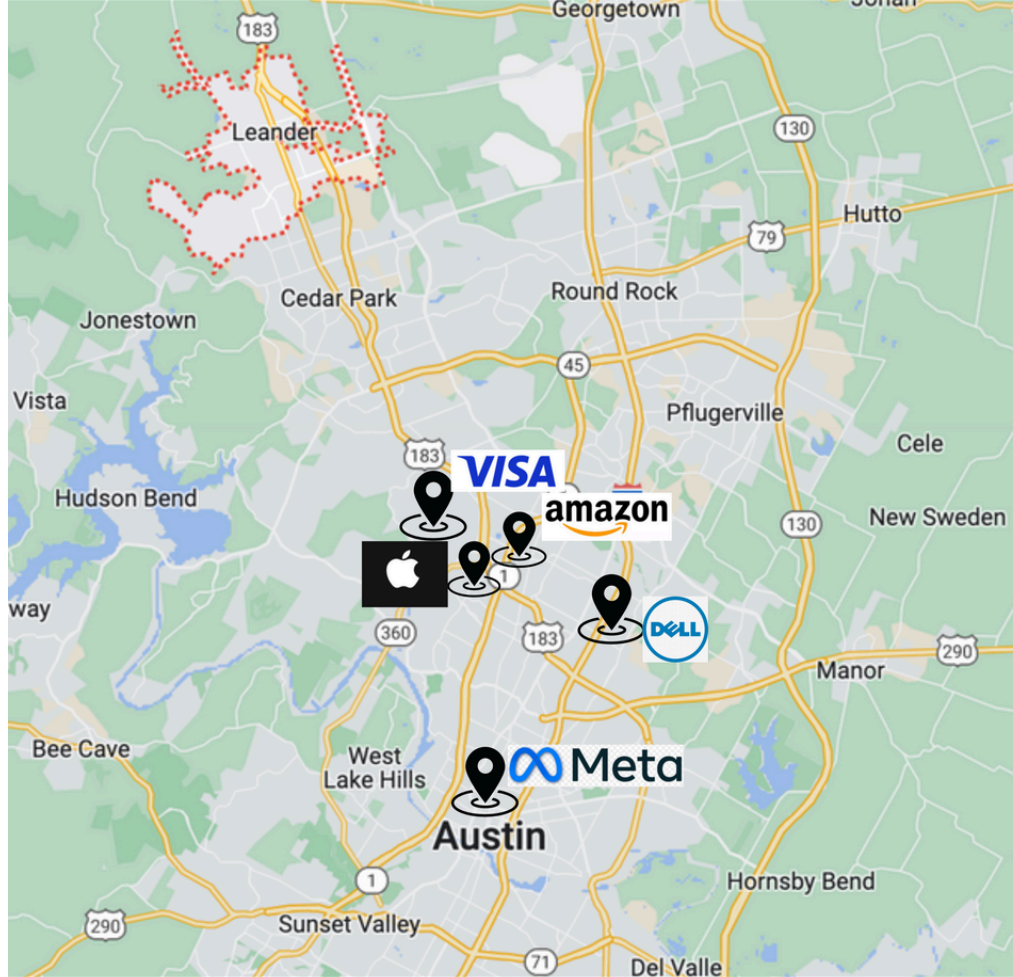 Georgetown
183
Leander
130
Hutto
79
Cedar Park
Round Rock
Jonestown
45
Vista
Pflugerville
Cele
183
VISA
Hudson Bend
amazon
New Sweden
130
1
way
360
183
DELL
290
Manor
Bee Cave
West
Lake Hills
Meta
Austin
1
Hornsby Bend
290
Sunset Valley
71
Del Valle